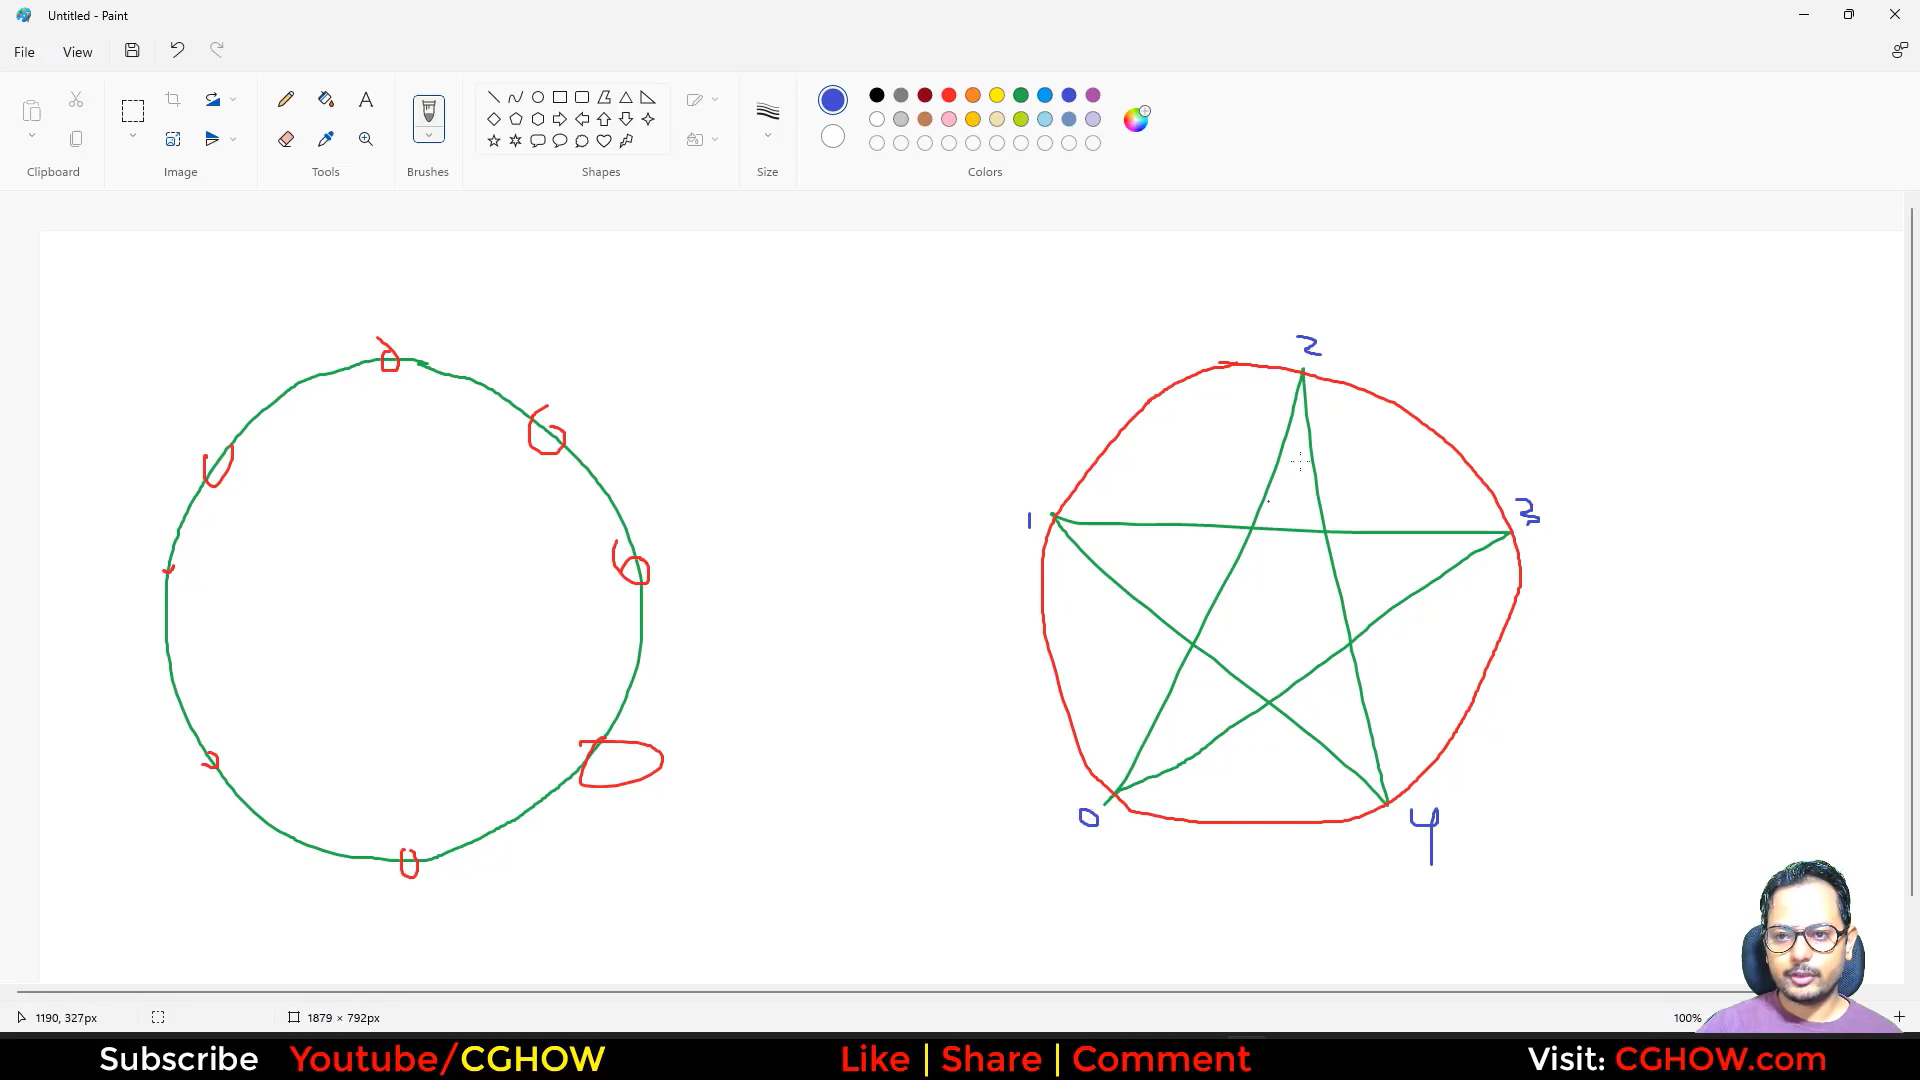 Untitled - Paint
File View
Clipboard Image Tools Brushes Shapes Size Colors
2
1
3
0
4
1190, 327px 1879 × 792px 100%
Subscribe Youtube/CGHOW Like | Share | Comment Visit: CGHOW.com